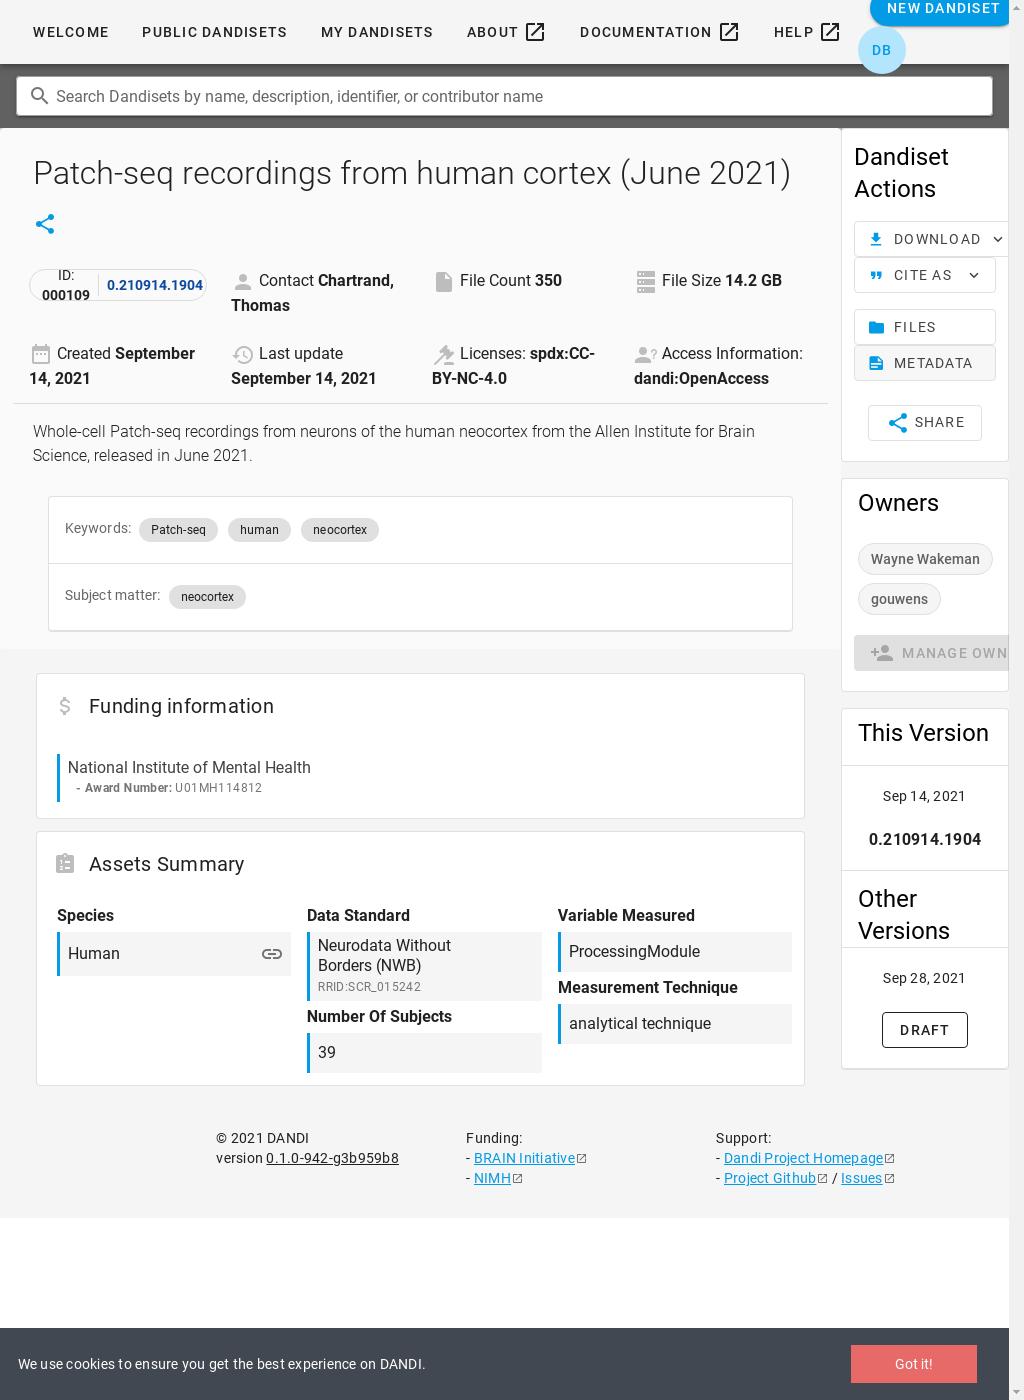 WELCOME
PUBLIC DANDISETS
MY DANDISETS
ABOUT
DOCUMENTATION
HELP
NEW DANDISET
DB
Search Dandisets by name, description, identifier, or contributor name
Patch-seq recordings from human cortex (June 2021)
ID:
000109
0.210914.1904
Contact Chartrand,
Thomas
File Count 350
File Size 14.2 GB
Created September
14, 2021
Last update
September 14, 2021
Licenses: spdx:CC-
BY-NC-4.0
Access Information:
dandi:OpenAccess
Whole-cell Patch-seq recordings from neurons of the human neocortex from the Allen Institute for Brain
Science, released in June 2021.
Keywords: Patch-seq human neocortex
Subject matter: neocortex
Funding information
National Institute of Mental Health
- Award Number: U01MH114812
Assets Summary
Species
Human
Data Standard
Neurodata Without
Borders (NWB)
RRID:SCR_015242
Number Of Subjects
39
Variable Measured
ProcessingModule
Measurement Technique
analytical technique
Dandiset
Actions
DOWNLOAD
CITE AS
FILES
METADATA
SHARE
Owners
Wayne Wakeman
gouwens
MANAGE OWN
This Version
Sep 14, 2021
0.210914.1904
Other
Versions
Sep 28, 2021
DRAFT
© 2021 DANDI
version 0.1.0-942-g3b959b8
Funding:
- BRAIN Initiative
- NIMH
Support:
- Dandi Project Homepage
- Project Github / Issues
We use cookies to ensure you get the best experience on DANDI.
Got it!